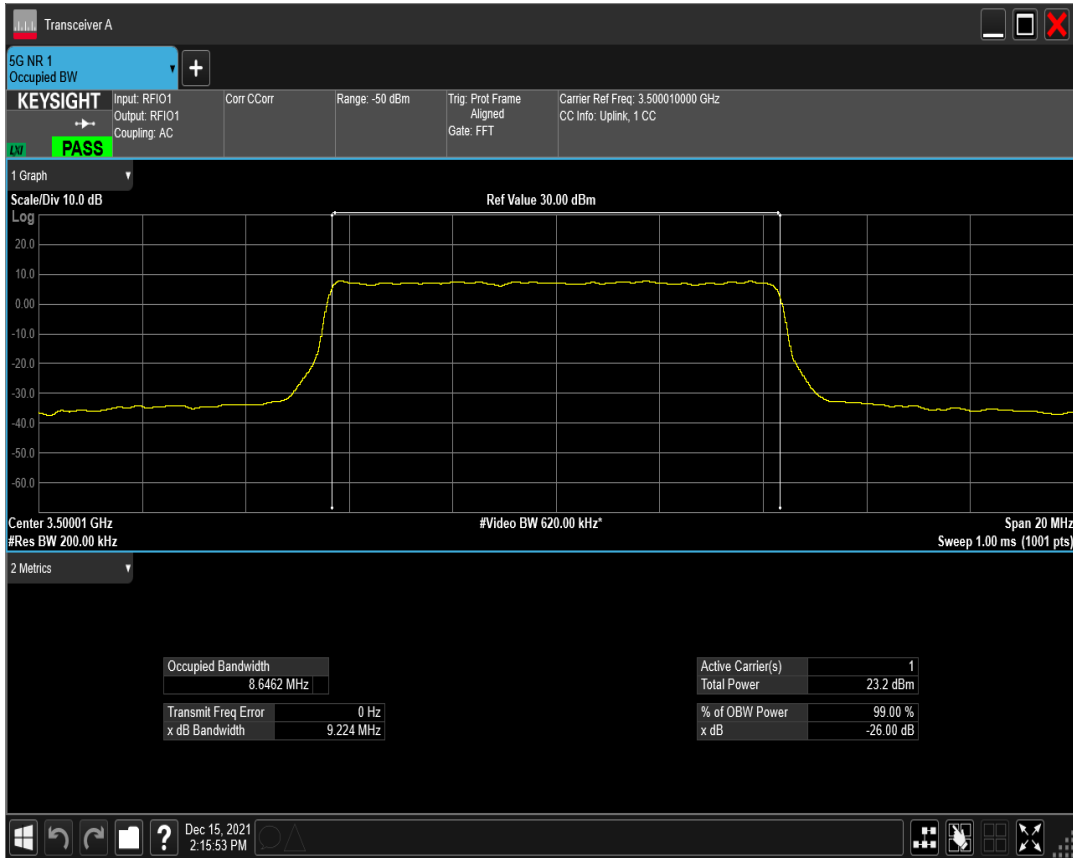 Transceiver A
5G NR 1
Occupied BW
KEYSIGHT
LXI
PASS
Input: RFIO1
Output: RFIO1
Coupling: AC
Corr CCorr
Range: -50 dBm
Trig: Prot Frame
Aligned
Gate: FFT
Carrier Ref Freq: 3.500010000 GHz
CC Info: Uplink, 1 CC
1 Graph
Scale/Div 10.0 dB
Ref Value 30.00 dBm
Log
20.0
10.0
0.00
-10.0
-20.0
-30.0
-40.0
-50.0
-60.0
Center 3.50001 GHz
#Video BW 620.00 kHz*
Span 20 MHz
#Res BW 200.00 kHz
Sweep 1.00 ms (1001 pts)
2 Metrics
Occupied Bandwidth
8.6462 MHz
Transmit Freq Error 0 Hz
x dB Bandwidth 9.224 MHz
Active Carrier(s) 1
Total Power 23.2 dBm
% of OBW Power 99.00 %
x dB -26.00 dB
Dec 15, 2021
2:15:53 PM